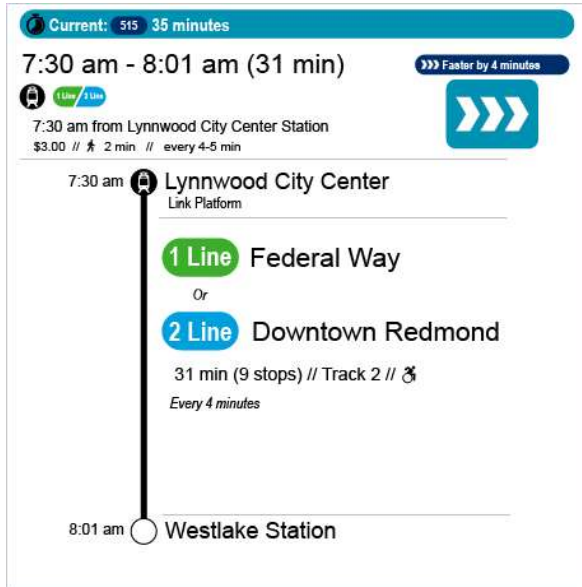 Current: 515 35 minutes
7:30 am - 8:01 am (31 min)
Faster by 4 minutes
1 Line/2 Line
7:30 am from Lynnwood City Center Station
$3.00 // 2 min // every 4-5 min
7:30 am Lynnwood City Center
Link Platform
1 Line Federal Way
Or
2 Line Downtown Redmond
31 min (9 stops) // Track 2 //
Every 4 minutes
8:01 am Westlake Station